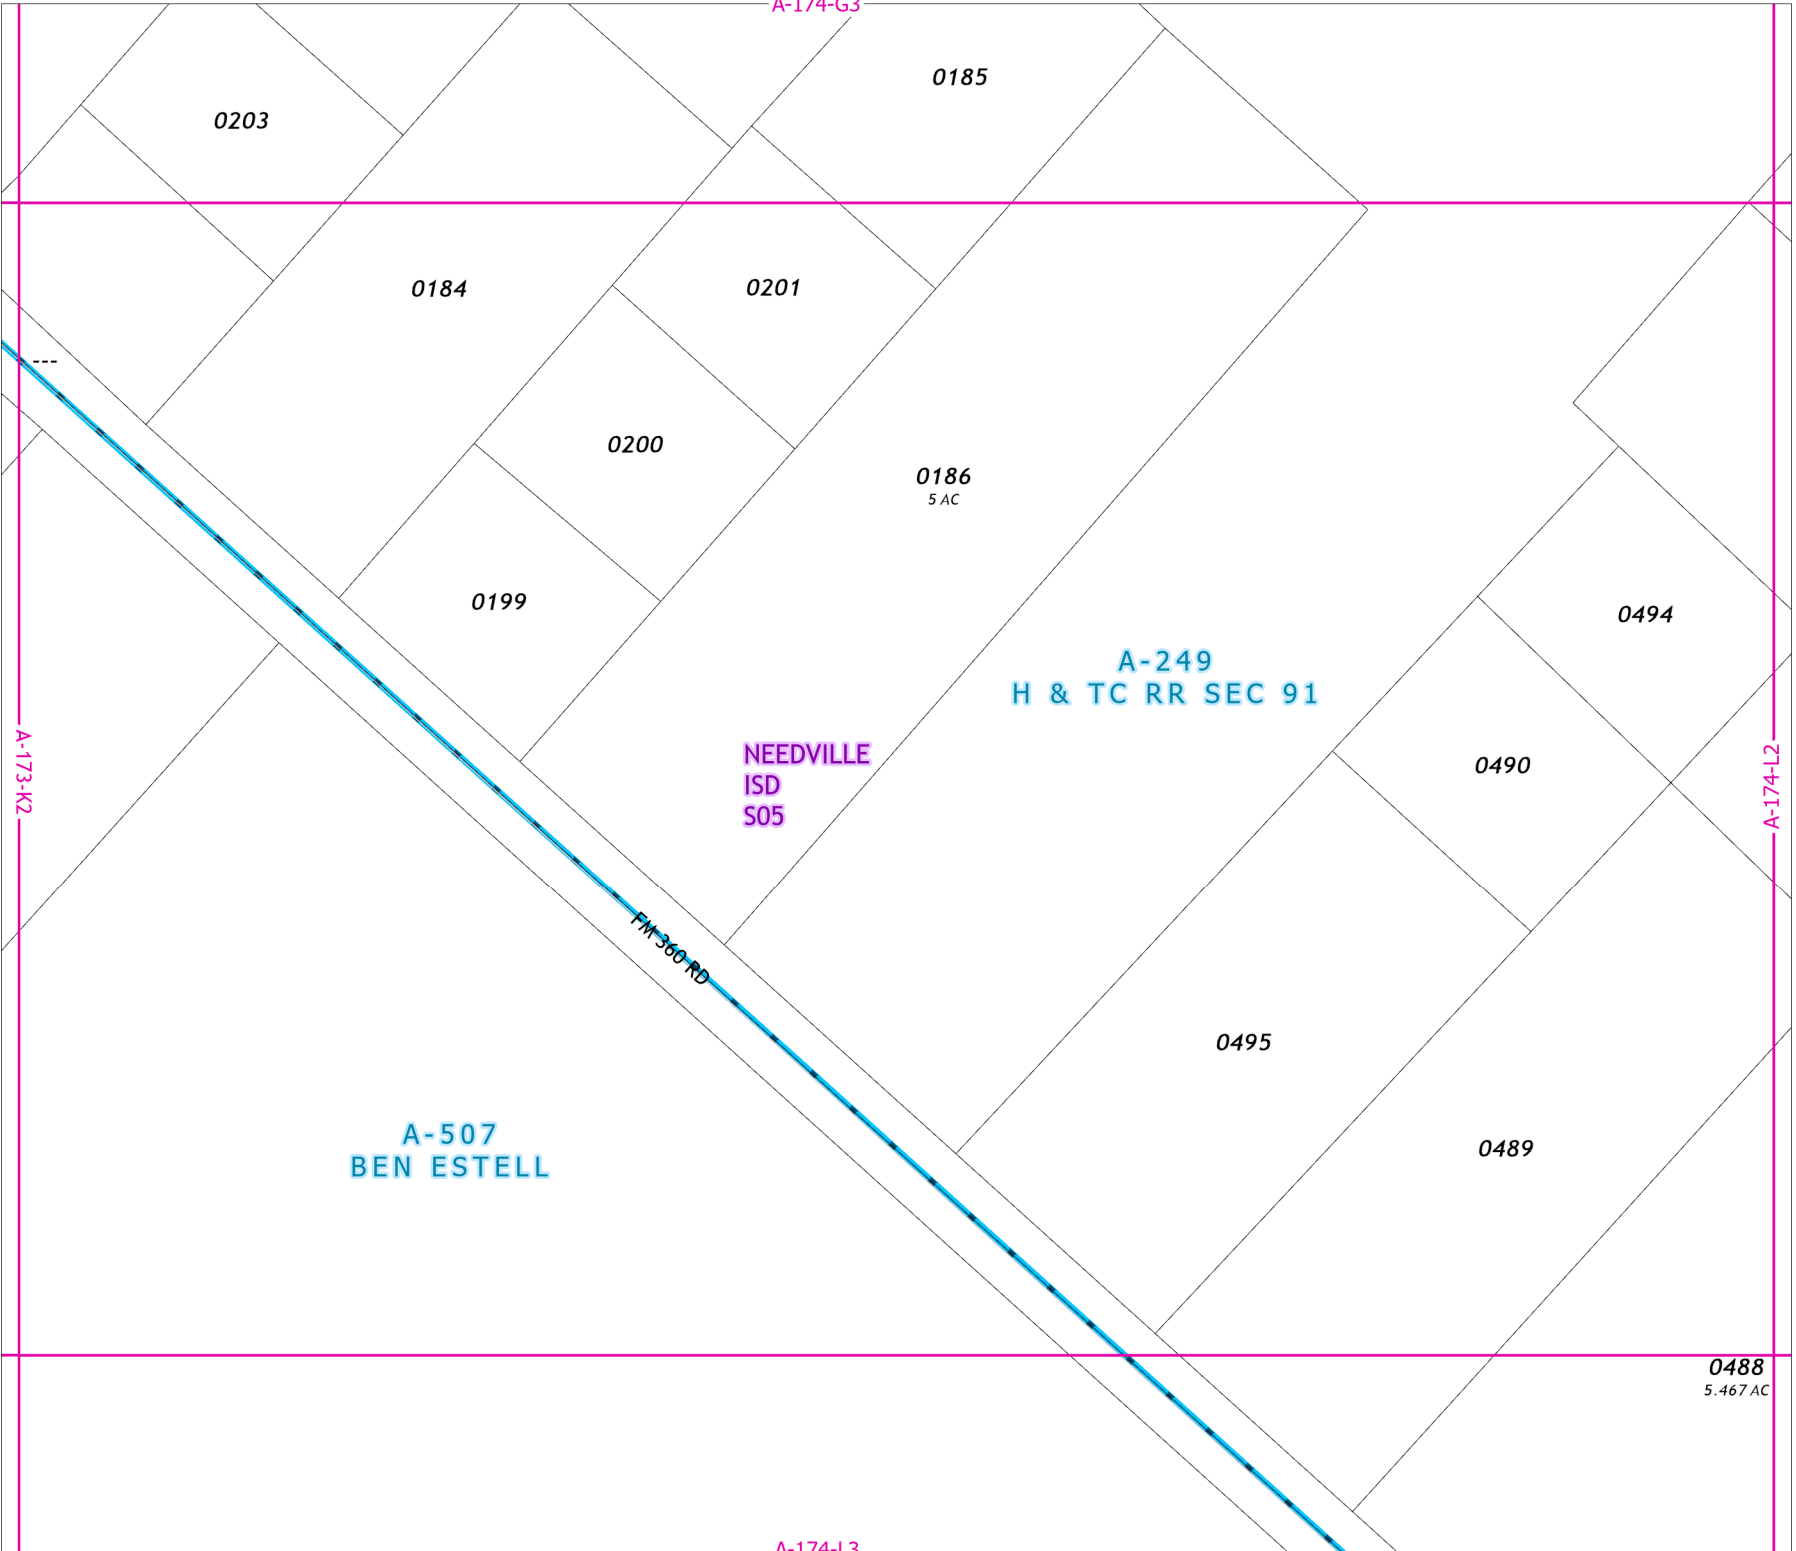 A-174-G3
0185
0203
0184
0201
---
0200
0186
5 AC
0199
0494
A-249
H & TC RR SEC 91
NEEDVILLE
ISD
S05
A-173-K2
A-174-L2
0490
FM 360 RD
0495
A-507
BEN ESTELL
0489
0488
5.467 AC
A-174-L3